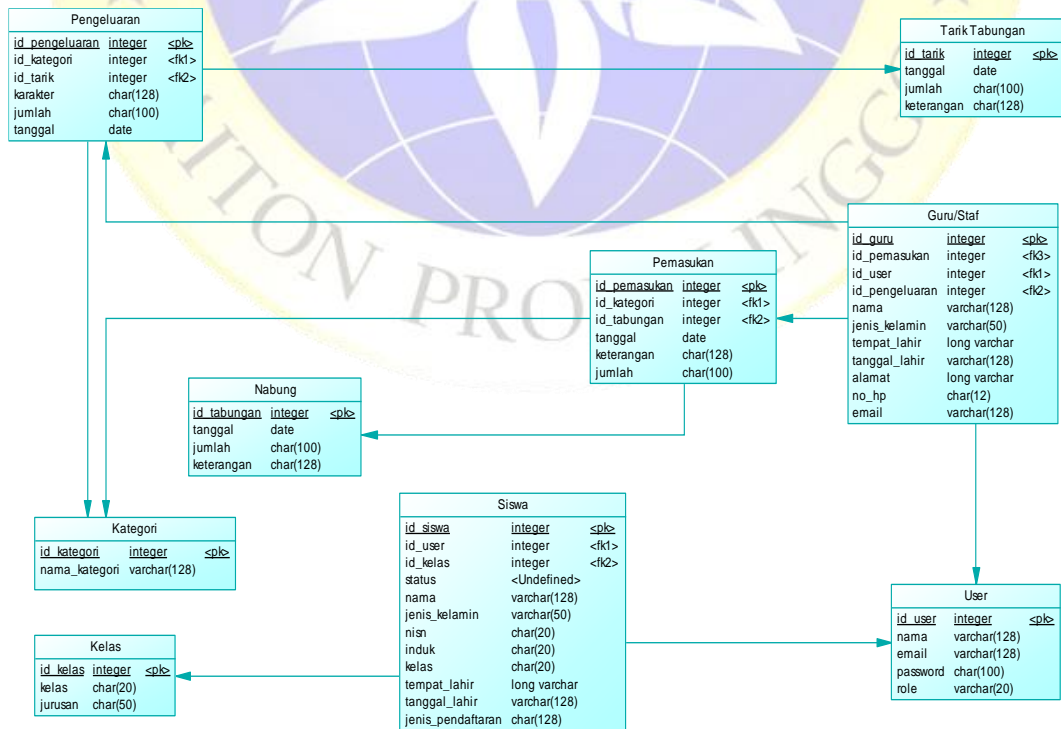 Pengeluaran
id_pengeluaran integer <pk>
id_kategori integer <fk1>
id_tarik integer <fk2>
karakter char(128)
jumlah char(100)
tanggal date
Tarik Tabungan
id_tarik integer <pk>
tanggal date
jumlah char(100)
keterangan char(128)
Guru/Staf
id_guru integer <pk>
id_pemasukan integer <fk3>
id_user integer <fk1>
id_pengeluaran integer <fk2>
nama varchar(128)
jenis_kelamin varchar(50)
tempat_lahir long varchar
tanggal_lahir varchar(128)
alamat long varchar
no_hp char(12)
email varchar(128)
Pemasukan
id_pemasukan integer <pk>
id_kategori integer <fk1>
id_tabungan integer <fk2>
tanggal date
keterangan char(128)
jumlah char(100)
Nabung
id_tabungan integer <pk>
tanggal date
jumlah char(100)
keterangan char(128)
Kategori
id_kategori integer <pk>
nama_kategori varchar(128)
Siswa
id_siswa integer <pk>
id_user integer <fk1>
id_kelas integer <fk2>
status <Undefined>
nama varchar(128)
jenis_kelamin varchar(50)
nisn char(20)
induk char(20)
kelas char(20)
tempat_lahir long varchar
tanggal_lahir varchar(128)
jenis_pendaftaran char(128)
User
id_user integer <pk>
nama varchar(128)
email varchar(128)
password char(100)
role varchar(20)
Kelas
id_kelas integer <pk>
kelas char(20)
jurusan char(50)